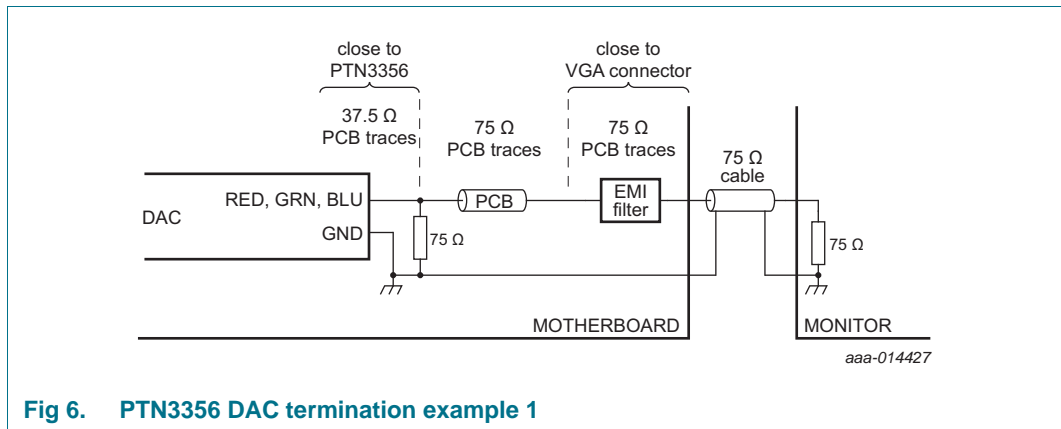 close to
PTN3356
close to
VGA connector
37.5 Ω
PCB traces
75 Ω
PCB traces
75 Ω
PCB traces
75 Ω
cable
RED, GRN, BLU
PCB
EMI
filter
DAC
GND
75 Ω
75 Ω
MOTHERBOARD
MONITOR
aaa-014427
Fig 6. PTN3356 DAC termination example 1